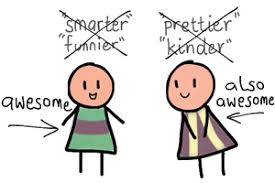 "smarter"
"funnier"
"prettier"
"kinder"
awesome
also
awesome